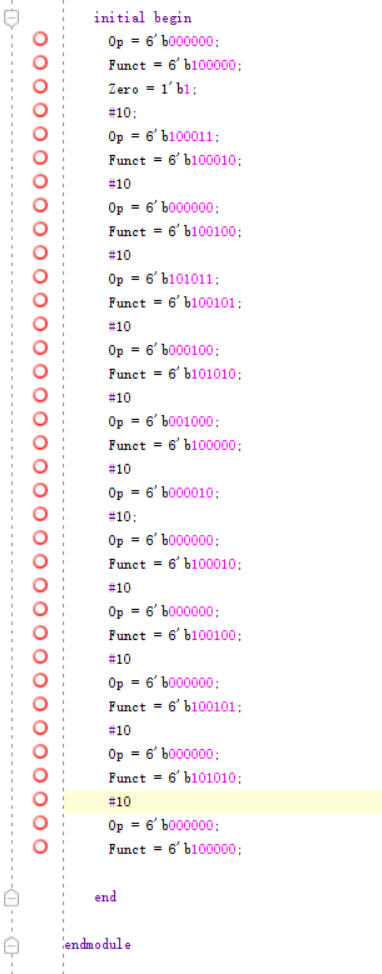 initial begin
Op = 6'b000000;
Funct = 6'b100000;
Zero = 1'b1;
#10;
Op = 6'b100011;
Funct = 6'b100010;
#10
Op = 6'b000000;
Funct = 6'b100100;
#10
Op = 6'b101011;
Funct = 6'b100101;
#10
Op = 6'b000100;
Funct = 6'b101010;
#10
Op = 6'b001000;
Funct = 6'b100000;
#10
Op = 6'b000010;
#10;
Op = 6'b000000;
Funct = 6'b100010;
#10
Op = 6'b000000;
Funct = 6'b100100;
#10
Op = 6'b000000;
Funct = 6'b100101;
#10
Op = 6'b000000;
Funct = 6'b101010;
#10
Op = 6'b000000;
Funct = 6'b100000;
end
endmodule